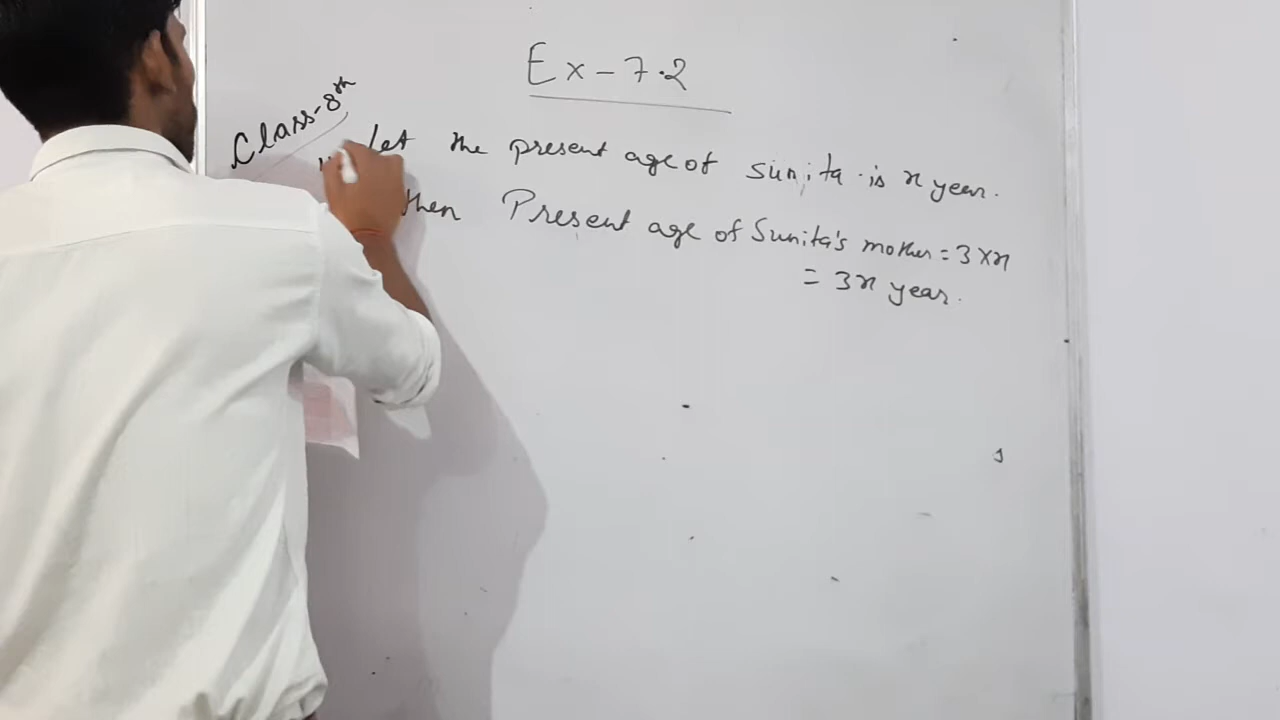 Ex-7.2
Class-8th
let the present age of sunita is x year.
then Present age of Sunita's mother = 3×x
= 3x year.